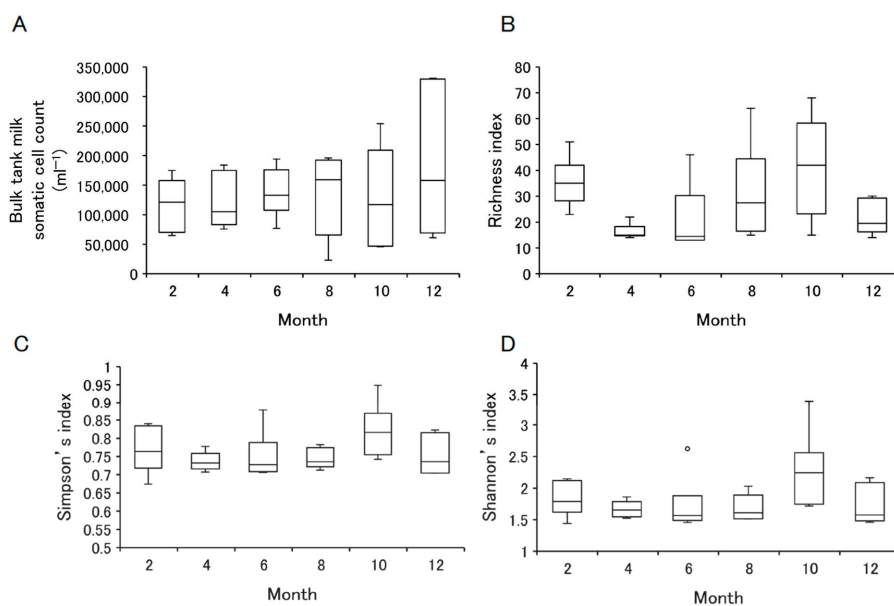 A
Bulk tank milk
somatic cell count
(ml⁻¹)
350,000
300,000
250,000
200,000
150,000
100,000
50,000
0
2 4 6 8 10 12
Month
B
Richness index
80
70
60
50
40
30
20
10
0
2 4 6 8 10 12
Month
C
Simpson's index
1
0.95
0.9
0.85
0.8
0.75
0.7
0.65
0.6
0.55
0.5
2 4 6 8 10 12
Month
D
Shannon's index
4
3.5
3
2.5
2
1.5
1
2 4 6 8 10 12
Month